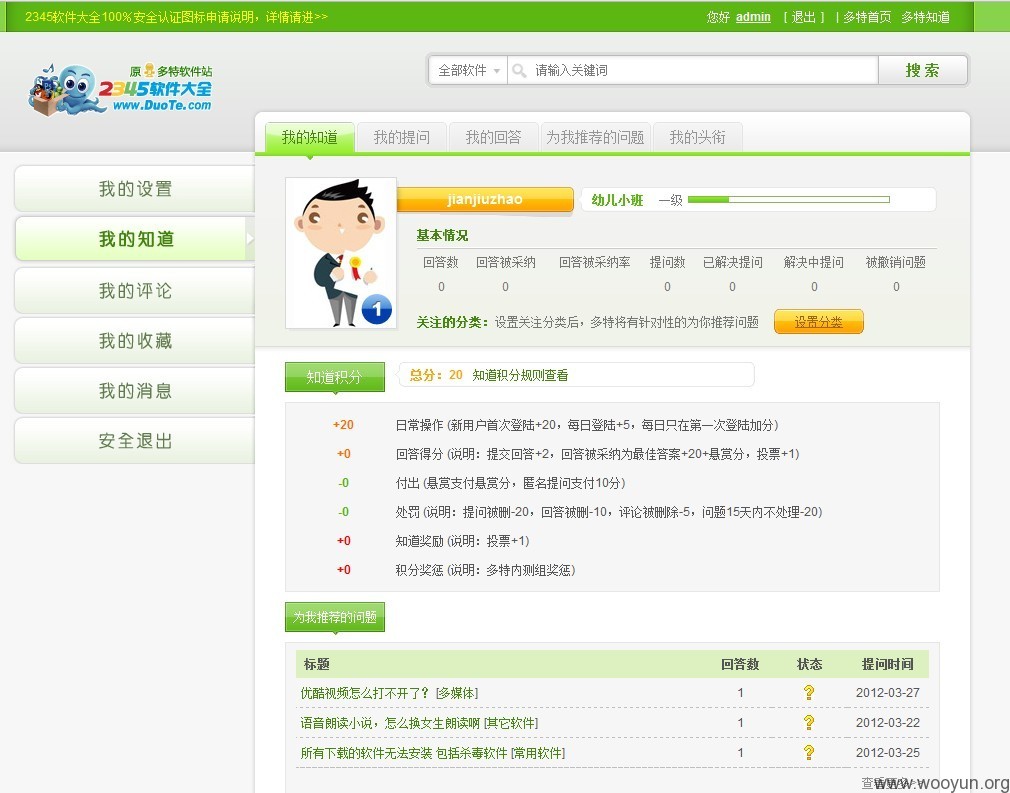 2345软件大全100%安全认证图标申请说明，详情请进>>
您好 admin [ 退出 ] | 多特首页 多特知道
原 多特软件站
2345软件大全
www.DuoTe.com
全部软件 请输入关键词 搜 索
我的知道 我的提问 我的回答 为我推荐的问题 我的头衔
我的设置
我的知道
我的评论
我的收藏
我的消息
安全退出
1
jianjiuzhao 幼儿小班 一级
基本情况
回答数 回答被采纳 回答被采纳率 提问数 已解决提问 解决中提问 被撤销问题
0 0 0 0 0 0
关注的分类：设置关注分类后，多特将有针对性的为你推荐问题 设置分类
知道积分 总分：20 知道积分规则查看
+20 日常操作 (新用户首次登陆+20，每日登陆+5，每日只在第一次登陆加分)
+0 回答得分 (说明：提交回答+2，回答被采纳为最佳答案+20+悬赏分，投票+1)
-0 付出 (悬赏支付悬赏分，匿名提问支付10分)
-0 处罚 (说明：提问被删-20，回答被删-10，评论被删除-5，问题15天内不处理-20)
+0 知道奖励 (说明：投票+1)
+0 积分奖惩 (说明：多特内测组奖惩)
为我推荐的问题
标题 回答数 状态 提问时间
优酷视频怎么打不开了？ [多媒体] 1 2012-03-27
语音朗读小说，怎么换女生朗读啊 [其它软件] 1 2012-03-22
所有下载的软件无法安装 包括杀毒软件 [常用软件] 1 2012-03-25
www.wooyun.org